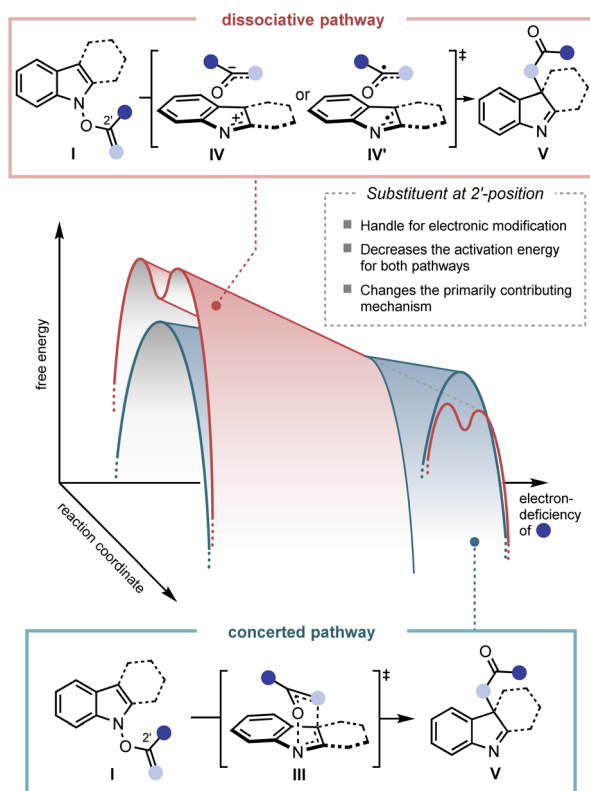 dissociative pathway
O
O
2'
N
O
I
–
O
N
+
IV
or
•
O
N
•
IV'
‡
N
V
Substituent at 2'-position
Handle for electronic modification
Decreases the activation energy
for both pathways
Changes the primarily contributing
mechanism
free energy
reaction coordinate
electron-
deficiency
of
concerted pathway
N
O
2'
I
O
N
III
‡
O
N
V